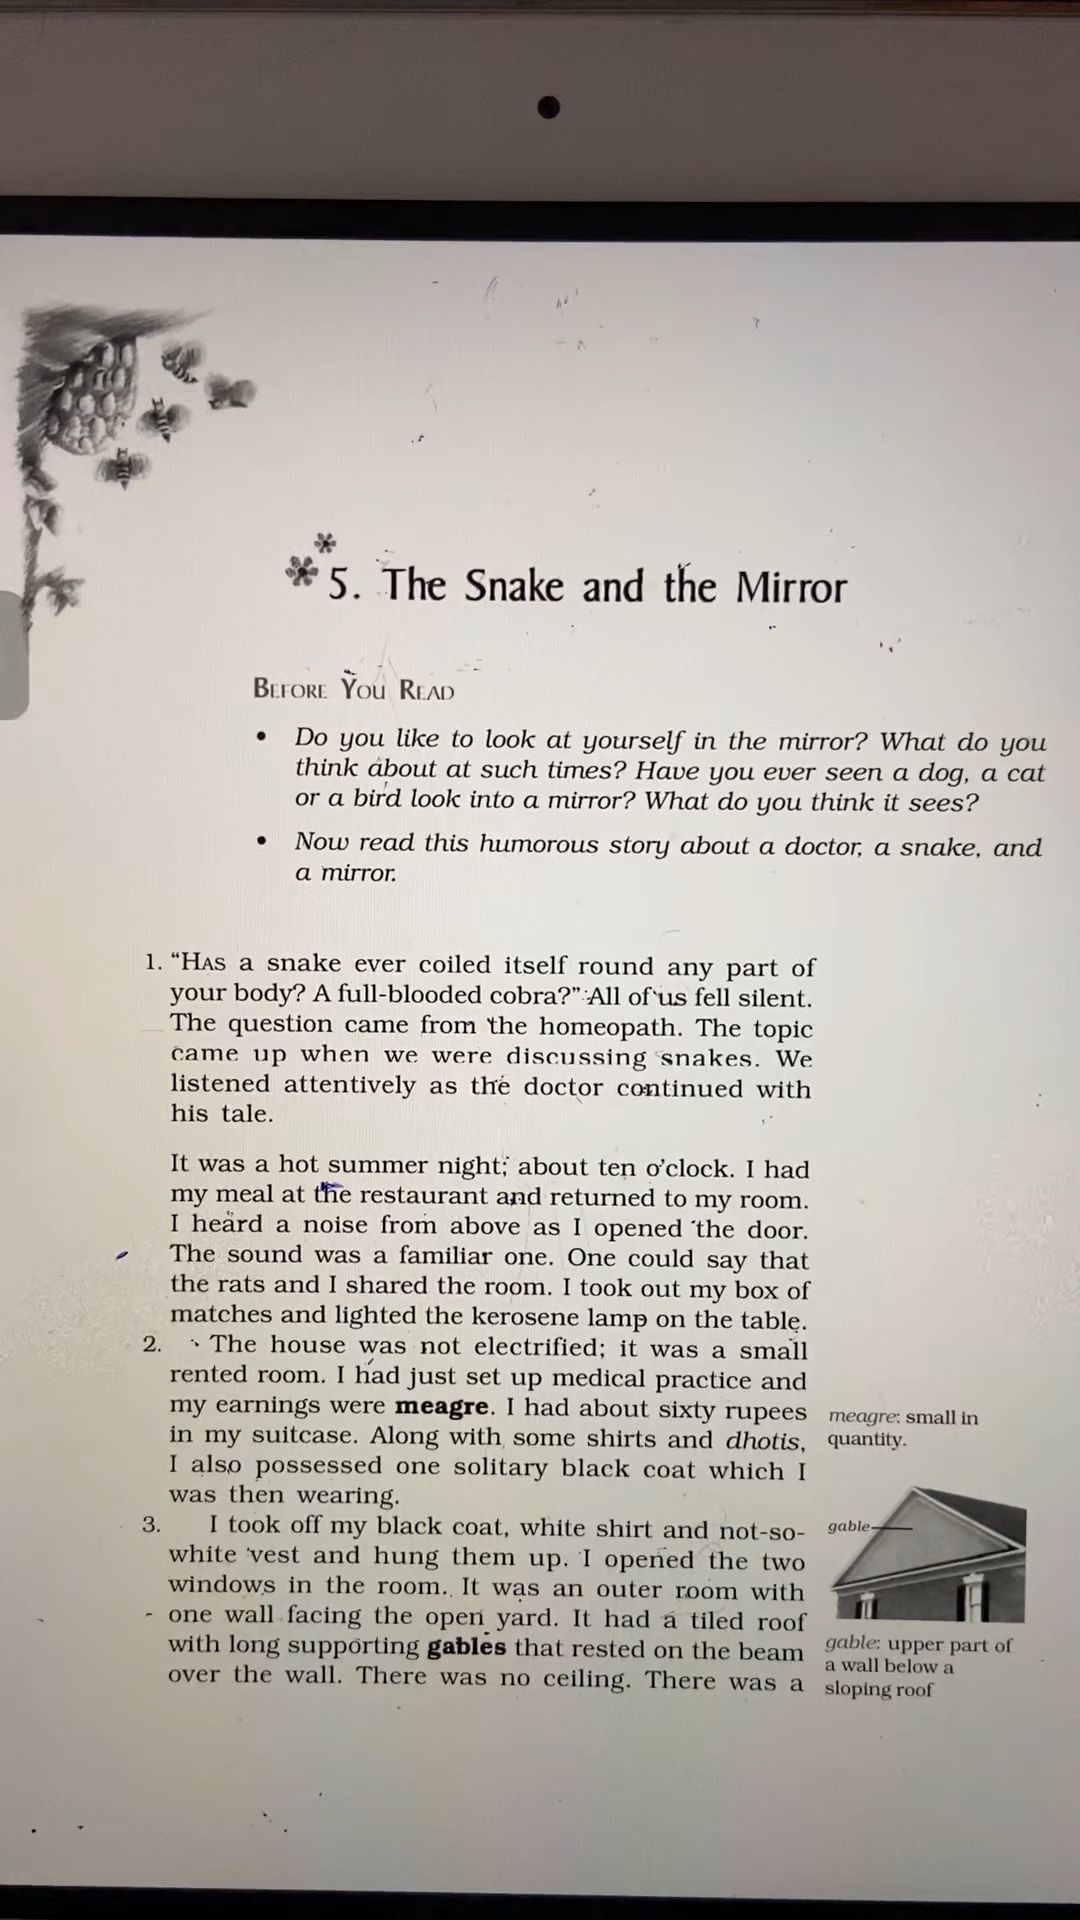 5. The Snake and the Mirror
BEFORE YOU READ
• Do you like to look at yourself in the mirror? What do you
think about at such times? Have you ever seen a dog, a cat
or a bird look into a mirror? What do you think it sees?
• Now read this humorous story about a doctor, a snake, and
a mirror.
1. “HAS a snake ever coiled itself round any part of
your body? A full-blooded cobra?” All of us fell silent.
The question came from the homeopath. The topic
came up when we were discussing snakes. We
listened attentively as the doctor continued with
his tale.
It was a hot summer night; about ten o’clock. I had
my meal at the restaurant and returned to my room.
I heard a noise from above as I opened the door.
The sound was a familiar one. One could say that
the rats and I shared the room. I took out my box of
matches and lighted the kerosene lamp on the table.
2. The house was not electrified; it was a small
rented room. I had just set up medical practice and
my earnings were meagre. I had about sixty rupees
in my suitcase. Along with some shirts and dhotis,
I also possessed one solitary black coat which I
was then wearing.
3. I took off my black coat, white shirt and not-so-
white vest and hung them up. I opened the two
windows in the room. It was an outer room with
one wall facing the open yard. It had a tiled roof
with long supporting gables that rested on the beam
over the wall. There was no ceiling. There was a
meagre: small in
quantity.
gable
gable: upper part of
a wall below a
sloping roof